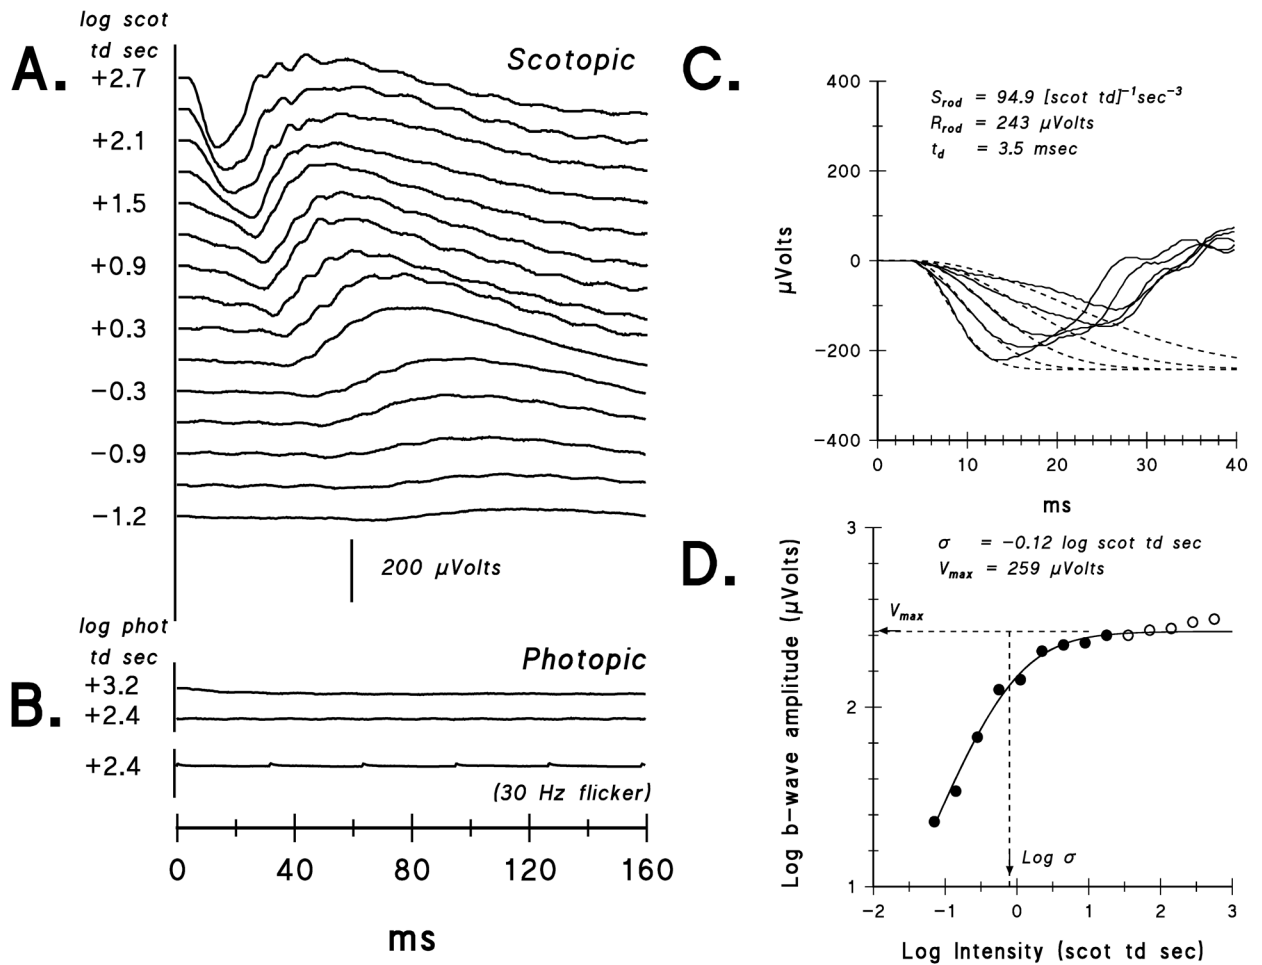 A.
log scot
td sec
Scotopic
+2.7
+2.1
+1.5
+0.9
+0.3
−0.3
−0.9
−1.2
200 μVolts
B.
log phot
td sec
Photopic
+3.2
+2.4
+2.4
(30 Hz flicker)
0 40 80 120 160
ms
C.
S_rod = 94.9 [scot td]⁻¹sec⁻³
R_rod = 243 μVolts
t_d = 3.5 msec
400
200
0
−200
−400
μVolts
0 10 20 30 40
ms
D.
σ = −0.12 log scot td sec
V_max = 259 μVolts
V_max
Log σ
3
2
1
Log b−wave amplitude (μVolts)
−2 −1 0 1 2 3
Log Intensity (scot td sec)